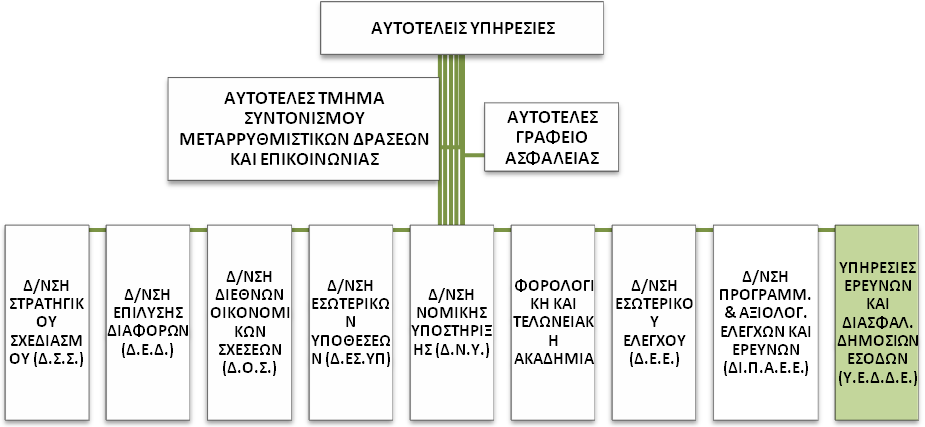 ΑΥΤΟΤΕΛΕΙΣ ΥΠΗΡΕΣΙΕΣ
ΑΥΤΟΤΕΛΕΣ ΤΜΗΜΑ
ΣΥΝΤΟΝΙΣΜΟΥ
ΜΕΤΑΡΡΥΘΜΙΣΤΙΚΩΝ ΔΡΑΣΕΩΝ
ΚΑΙ ΕΠΙΚΟΙΝΩΝΙΑΣ
ΑΥΤΟΤΕΛΕΣ
ΓΡΑΦΕΙΟ
ΑΣΦΑΛΕΙΑΣ
Δ/ΝΣΗ
ΣΤΡΑΤΗΓΙΚ
ΟΥ
ΣΧΕΔΙΑΣΜ
ΟΥ (Δ.Σ.Σ.)
Δ/ΝΣΗ
ΕΠΙΛΥΣΗΣ
ΔΙΑΦΟΡΩΝ
(Δ.Ε.Δ.)
Δ/ΝΣΗ
ΔΙΕΘΝΩΝ
ΟΙΚΟΝΟΜΙ
ΚΩΝ
ΣΧΕΣΕΩΝ
(Δ.Ο.Σ.)
Δ/ΝΣΗ
ΕΣΩΤΕΡΙΚΩ
Ν
ΥΠΟΘΕΣΕΩ
Ν (Δ.ΕΣ.ΥΠ)
Δ/ΝΣΗ
ΝΟΜΙΚΗΣ
ΥΠΟΣΤΗΡΙΞ
ΗΣ (Δ.Ν.Υ.)
ΦΟΡΟΛΟΓΙ
ΚΗ ΚΑΙ
ΤΕΛΩΝΕΙΑΚ
Η
ΑΚΑΔΗΜΙΑ
Δ/ΝΣΗ
ΕΣΩΤΕΡΙΚΟ
Υ
ΕΛΕΓΧΟΥ
(Δ.Ε.Ε.)
Δ/ΝΣΗ
ΠΡΟΓΡΑΜΜ.
& ΑΞΙΟΛΟΓ.
ΕΛΕΓΧΩΝ ΚΑΙ
ΕΡΕΥΝΩΝ
(ΔΙ.Π.Α.Ε.Ε.)
ΥΠΗΡΕΣΙΕΣ
ΕΡΕΥΝΩΝ
ΚΑΙ
ΔΙΑΣΦΑΛ.
ΔΗΜΟΣΙΩΝ
ΕΣΟΔΩΝ
(Υ.Ε.Δ.Δ.Ε.)